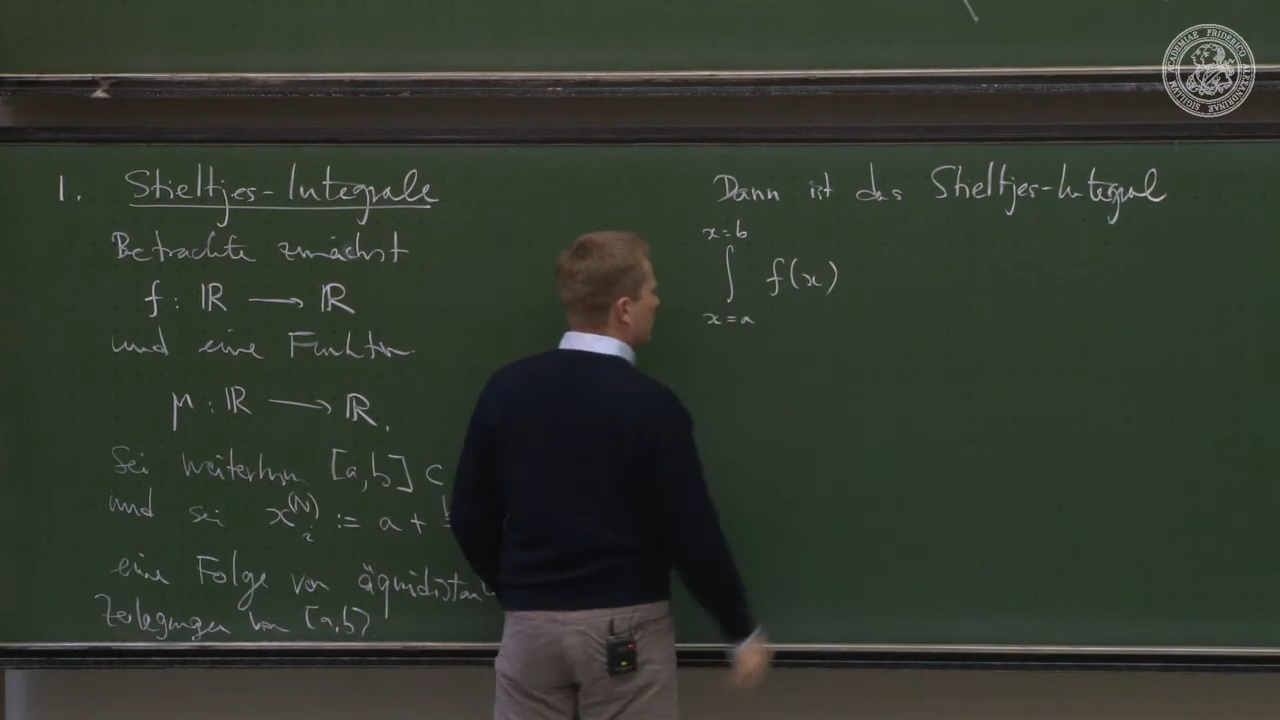 1. Stieltjes-Integrale
Betrachte zunächst
f : ℝ ⟶ ℝ
und eine Funktion
μ : ℝ ⟶ ℝ.
Sei weiterhin [a,b] ⊂
und sei x_i^(N) := a +
eine Folge von äquidistan
Zerlegungen von [a,b]
Dann ist das Stieltjes-Integral
x=b
∫ f(x)
x=a